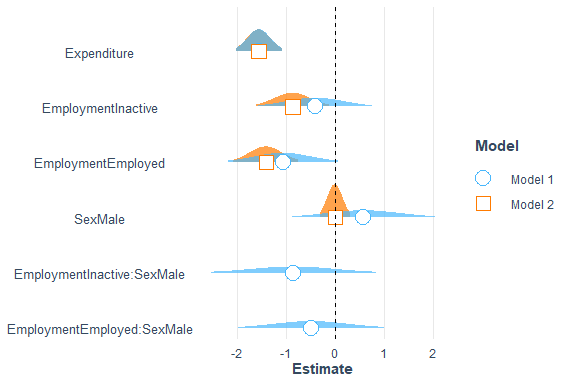 Expenditure
EmploymentInactive
EmploymentEmployed
SexMale
EmploymentInactive:SexMale
EmploymentEmployed:SexMale
-2 -1 0 1 2
Estimate
Model
Model 1
Model 2